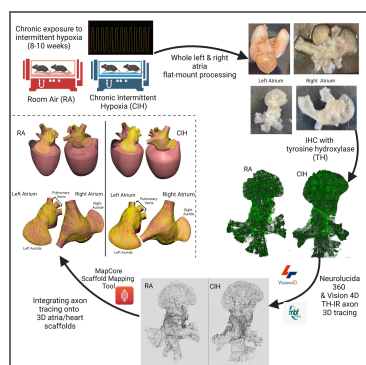 Chronic exposure to
intermittent hypoxia
(8-10 weeks)
Room Air (RA)
Chronic Intermittent
Hypoxia (CIH)
Whole left & right
atria
flat-mount processing
Left Atrium
Right Atrium
IHC with
tyrosine hydroxylase
(TH)
RA
CIH
Vision4D
mbf
Neurolucida
360
& Vision 4D
TH-IR axon
3D tracing
RA
CIH
MapCore
Scaffold Mapping
Tool
Integrating axon
tracing onto
3D atria/heart
scaffolds
RA
CIH
Left Atrium
Pulmonary
Veins
Right Atrium
Right
Auricle
Left Auricle
Left Atrium
Pulmonary
Veins
Right Atrium
Right
Auricle
Left Auricle